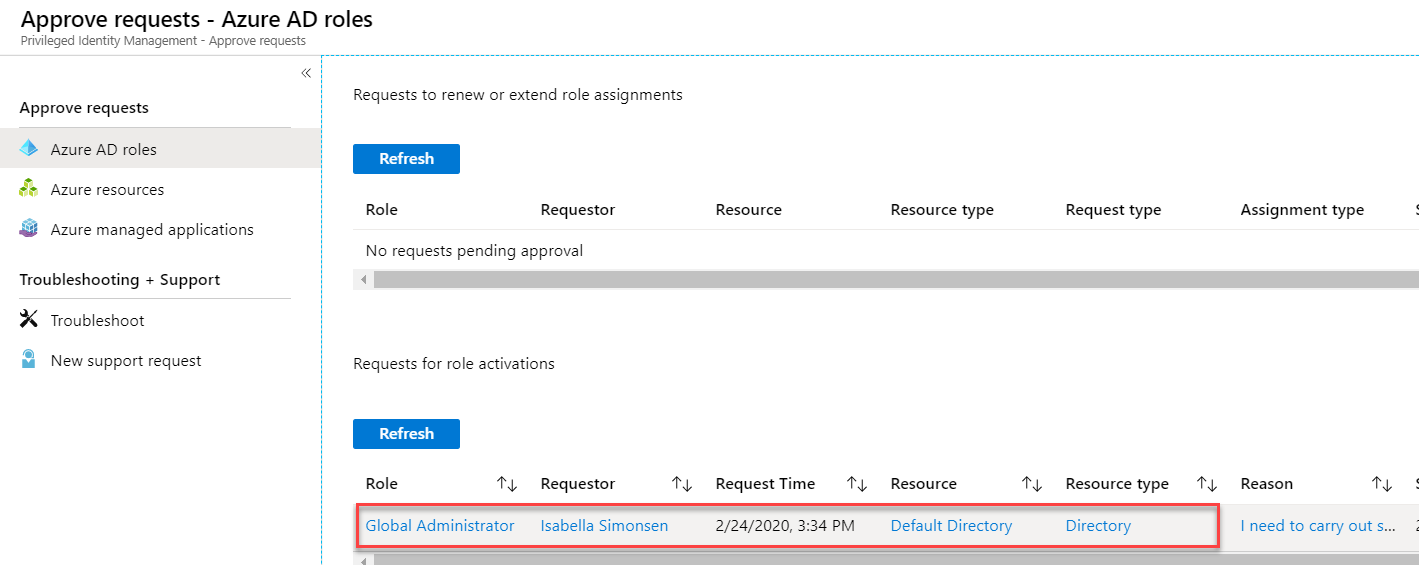 Approve requests - Azure AD roles
Privileged Identity Management - Approve requests
«
Approve requests
Azure AD roles
Azure resources
Azure managed applications
Troubleshooting + Support
Troubleshoot
New support request
Requests to renew or extend role assignments
Refresh
Role Requestor Resource Resource type Request type Assignment type S
No requests pending approval
Requests for role activations
Refresh
Role ↑↓ Requestor ↑↓ Request Time ↑↓ Resource ↑↓ Resource type ↑↓ Reason ↑↓ S
Global Administrator Isabella Simonsen 2/24/2020, 3:34 PM Default Directory Directory I need to carry out s... 2